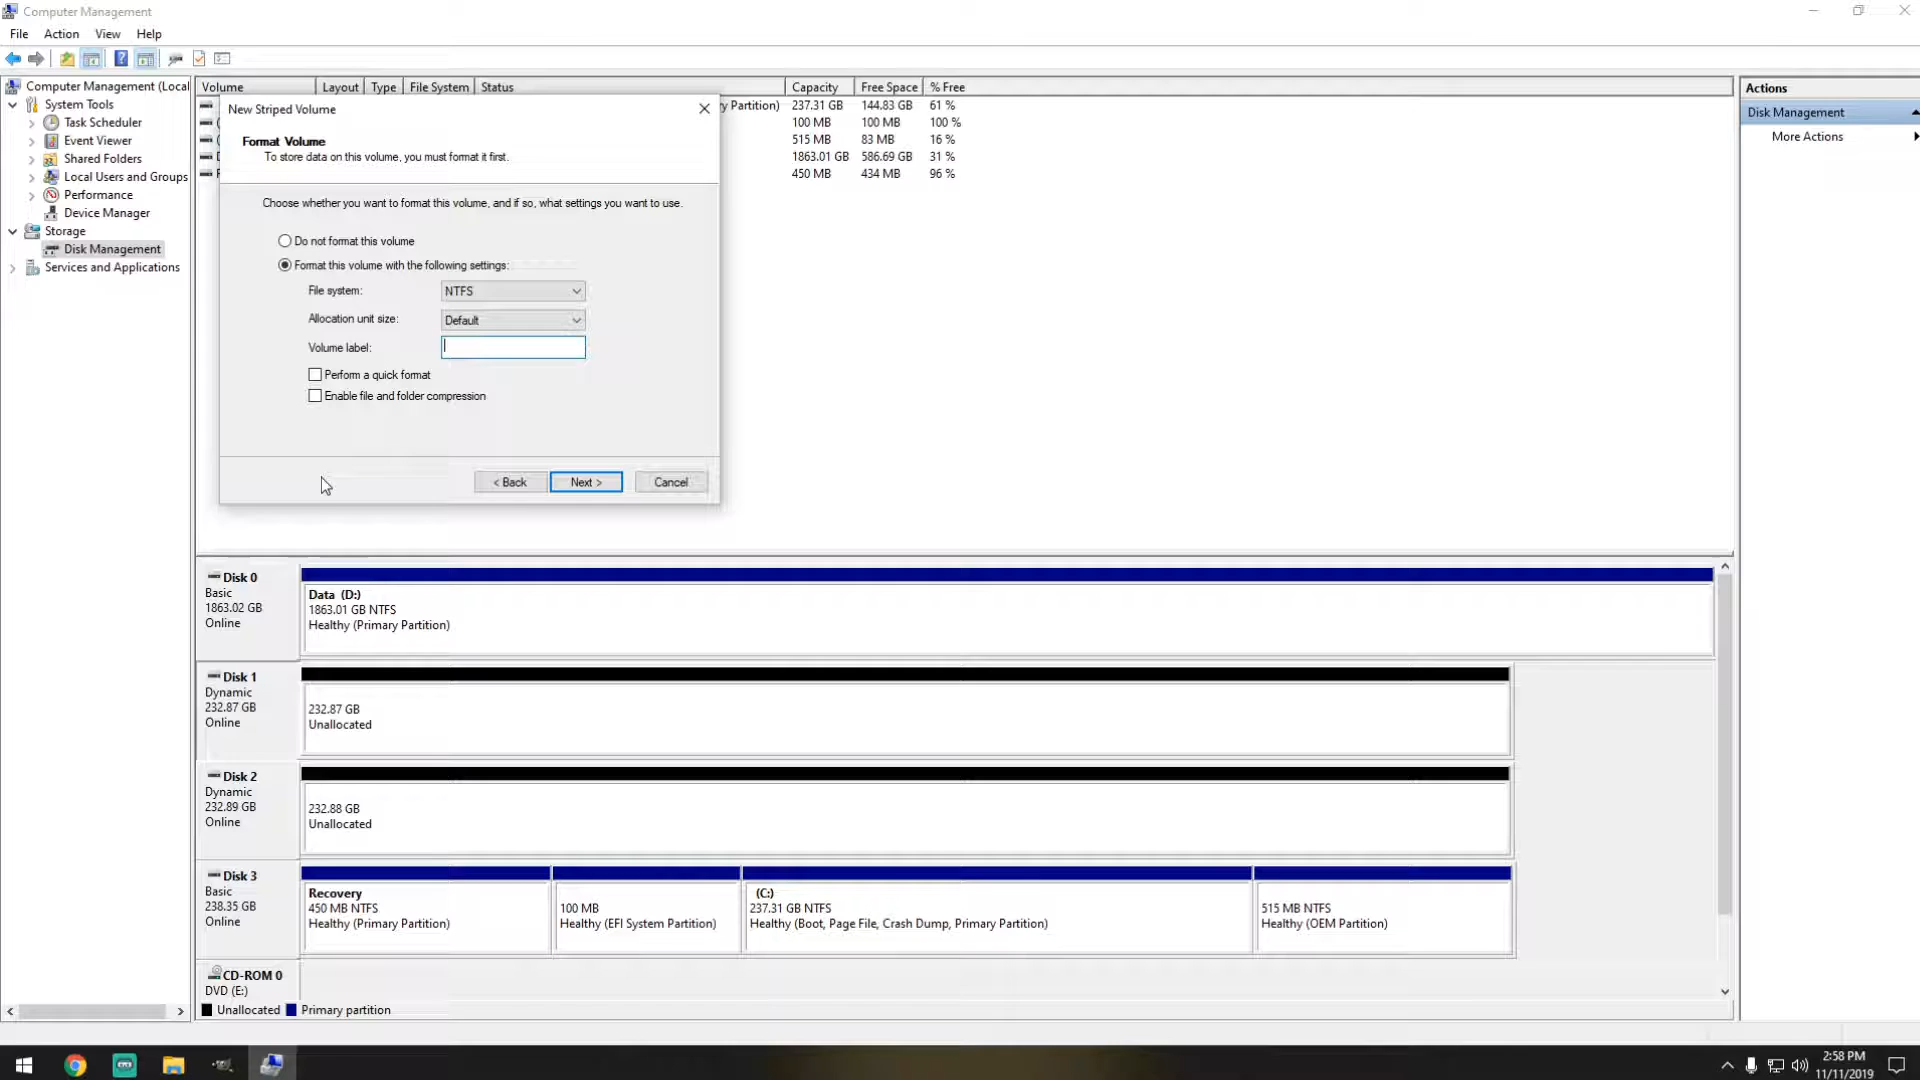 Computer Management
File Action View Help
Computer Management (Local
System Tools
Task Scheduler
Event Viewer
Shared Folders
Local Users and Groups
Performance
Device Manager
Storage
Disk Management
Services and Applications
Volume Layout Type File System Status Capacity Free Space % Free
y Partition) 237.31 GB 144.83 GB 61 %
100 MB 100 MB 100 %
515 MB 83 MB 16 %
1863.01 GB 586.69 GB 31 %
450 MB 434 MB 96 %
New Striped Volume
Format Volume
To store data on this volume, you must format it first.
Choose whether you want to format this volume, and if so, what settings you want to use.
Do not format this volume
Format this volume with the following settings:
File system: NTFS
Allocation unit size: Default
Volume label:
Perform a quick format
Enable file and folder compression
< Back Next > Cancel
Disk 0
Basic
1863.02 GB
Online
Data (D:)
1863.01 GB NTFS
Healthy (Primary Partition)
Disk 1
Dynamic
232.87 GB
Online
232.87 GB
Unallocated
Disk 2
Dynamic
232.89 GB
Online
232.88 GB
Unallocated
Disk 3
Basic
238.35 GB
Online
Recovery
450 MB NTFS
Healthy (Primary Partition)
100 MB
Healthy (EFI System Partition)
(C:)
237.31 GB NTFS
Healthy (Boot, Page File, Crash Dump, Primary Partition)
515 MB NTFS
Healthy (OEM Partition)
CD-ROM 0
DVD (E:)
Unallocated Primary partition
Actions
Disk Management
More Actions
2:58 PM
11/11/2019